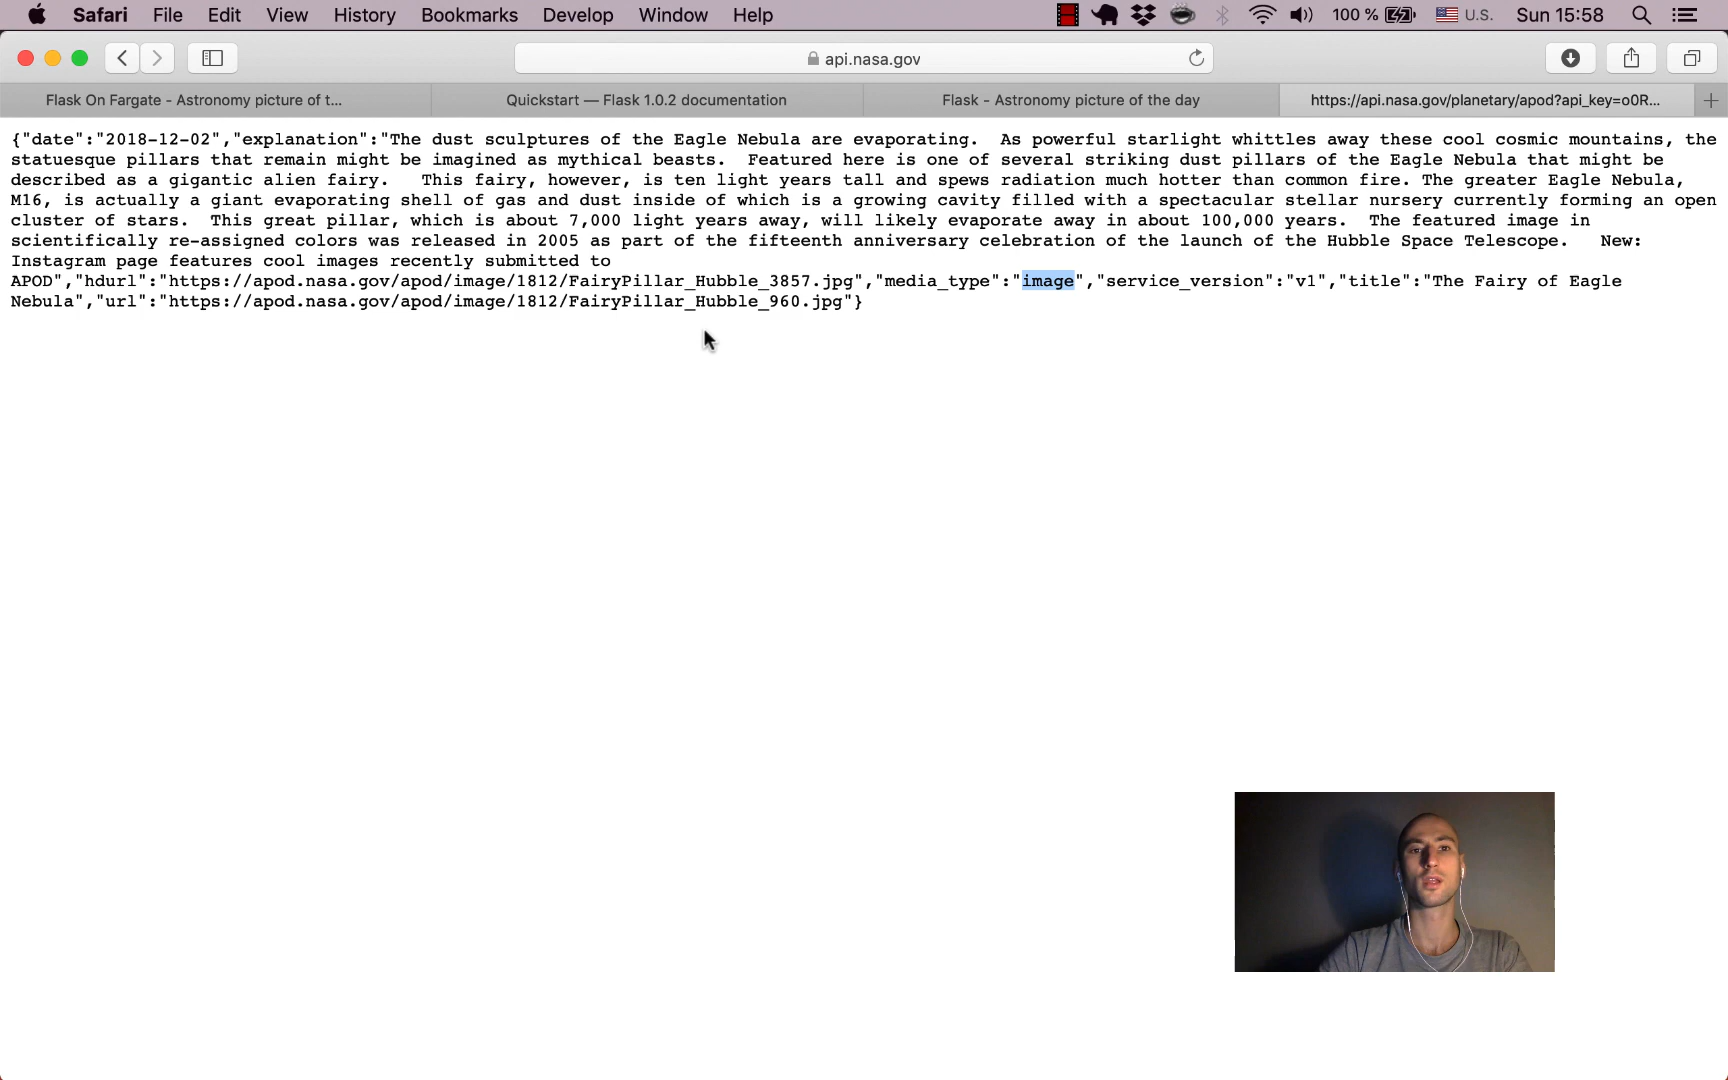 Safari File Edit View History Bookmarks Develop Window Help 100 % U.S. Sun 15:58
api.nasa.gov
Flask On Fargate - Astronomy picture of t... Quickstart — Flask 1.0.2 documentation Flask - Astronomy picture of the day https://api.nasa.gov/planetary/apod?api_key=o0R...
{"date":"2018-12-02","explanation":"The dust sculptures of the Eagle Nebula are evaporating.  As powerful starlight whittles away these cool cosmic mountains, the
statuesque pillars that remain might be imagined as mythical beasts.  Featured here is one of several striking dust pillars of the Eagle Nebula that might be
described as a gigantic alien fairy.   This fairy, however, is ten light years tall and spews radiation much hotter than common fire. The greater Eagle Nebula,
M16, is actually a giant evaporating shell of gas and dust inside of which is a growing cavity filled with a spectacular stellar nursery currently forming an open
cluster of stars.  This great pillar, which is about 7,000 light years away, will likely evaporate away in about 100,000 years.  The featured image in
scientifically re-assigned colors was released in 2005 as part of the fifteenth anniversary celebration of the launch of the Hubble Space Telescope.   New:
Instagram page features cool images recently submitted to
APOD","hdurl":"https://apod.nasa.gov/apod/image/1812/FairyPillar_Hubble_3857.jpg","media_type":"image","service_version":"v1","title":"The Fairy of Eagle
Nebula","url":"https://apod.nasa.gov/apod/image/1812/FairyPillar_Hubble_960.jpg"}